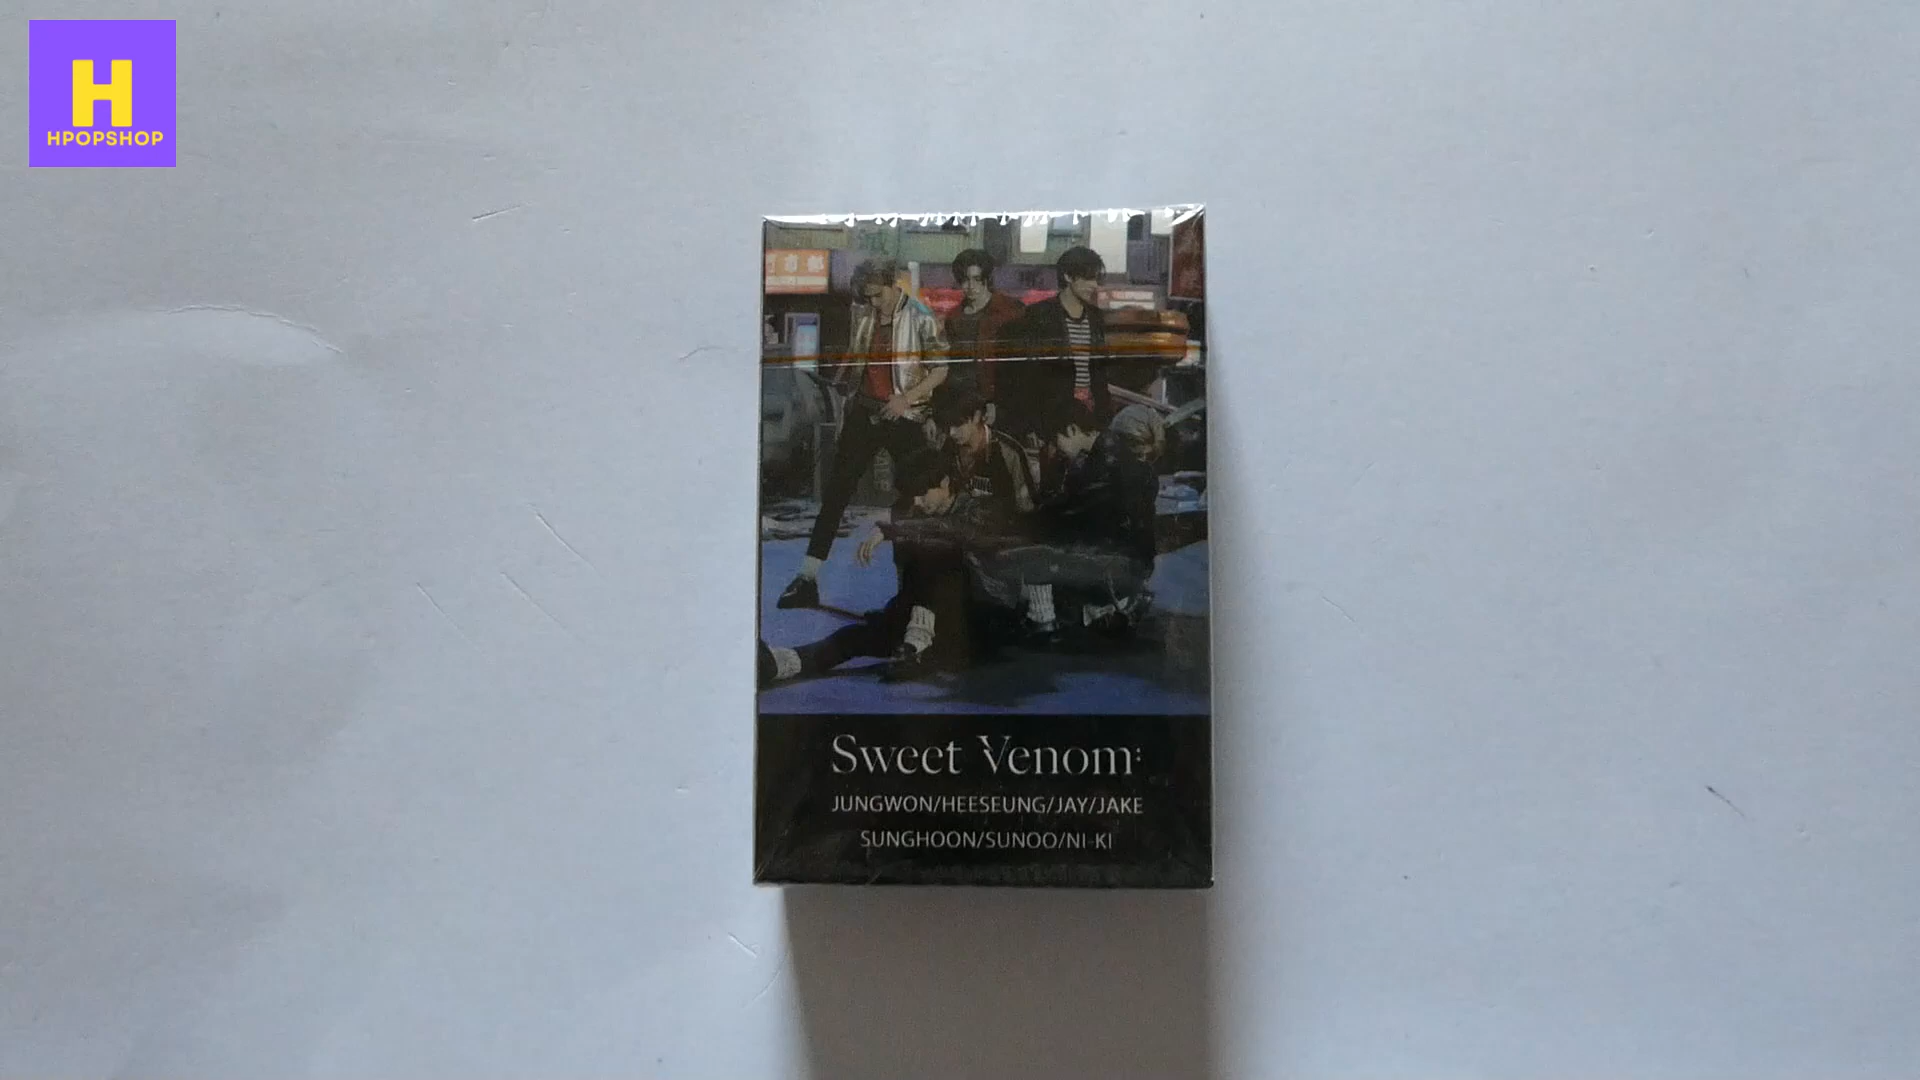 H
HPOPSHOP
Sweet Venom:
JUNGWON/HEESEUNG/JAY/JAKE
SUNGHOON/SUNOO/NI-KI